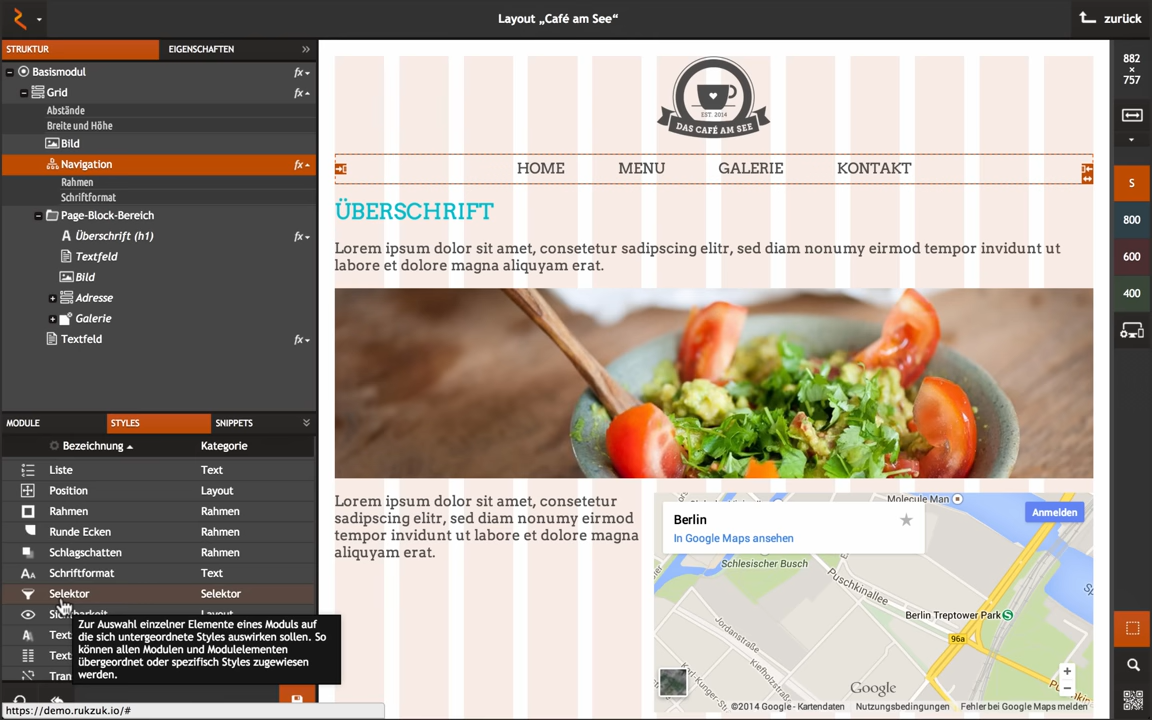 Layout „Café am See“
zurück
STRUKTUR
EIGENSCHAFTEN
Basismodul
fx
Grid
fx
Abstände
Breite und Höhe
Bild
Navigation
fx
Rahmen
Schriftformat
Page-Block-Bereich
Überschrift (h1)
fx
Textfeld
Bild
Adresse
Galerie
Textfeld
fx
MODULE
STYLES
SNIPPETS
Bezeichnung
Kategorie
Liste
Text
Position
Layout
Rahmen
Rahmen
Runde Ecken
Rahmen
Schlagschatten
Rahmen
Schriftformat
Text
Selektor
Selektor
Zur Auswahl einzelner Elemente eines Moduls auf
die sich untergeordnete Styles auswirken sollen. So
können allen Modulen und Modulelementen
übergeordnet oder spezifisch Styles zugewiesen
werden.
https://demo.rukzuk.io/#
EST. 2014
DAS CAFÉ AM SEE
HOME
MENU
GALERIE
KONTAKT
ÜBERSCHRIFT
Lorem ipsum dolor sit amet, consetetur sadipscing elitr, sed diam nonumy eirmod tempor invidunt ut
labore et dolore magna aliquyam erat.
Lorem ipsum dolor sit amet, consetetur
sadipscing elitr, sed diam nonumy eirmod
tempor invidunt ut labore et dolore magna
aliquyam erat.
Molecule Man
Berlin
In Google Maps ansehen
Anmelden
Schlesischer Busch
Puschkinallee
Berlin Treptower Park
96a
Jordanstraße
Kiefholzstraße
Google
©2014 Google - Kartendaten
Nutzungsbedingungen
Fehler bei Google Maps melden
882
×
757
S
800
600
400